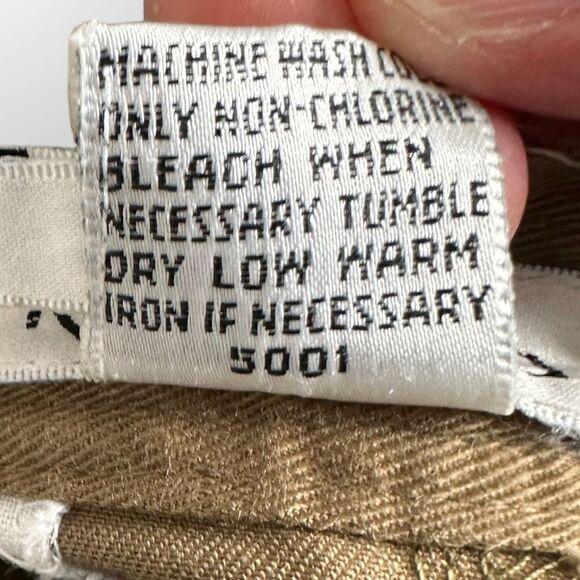 MACHINE WASH
ONLY NON-CHLORINE
BLEACH WHEN
NECESSARY TUMBLE
DRY LOW WARM
IRON IF NECESSARY
5001